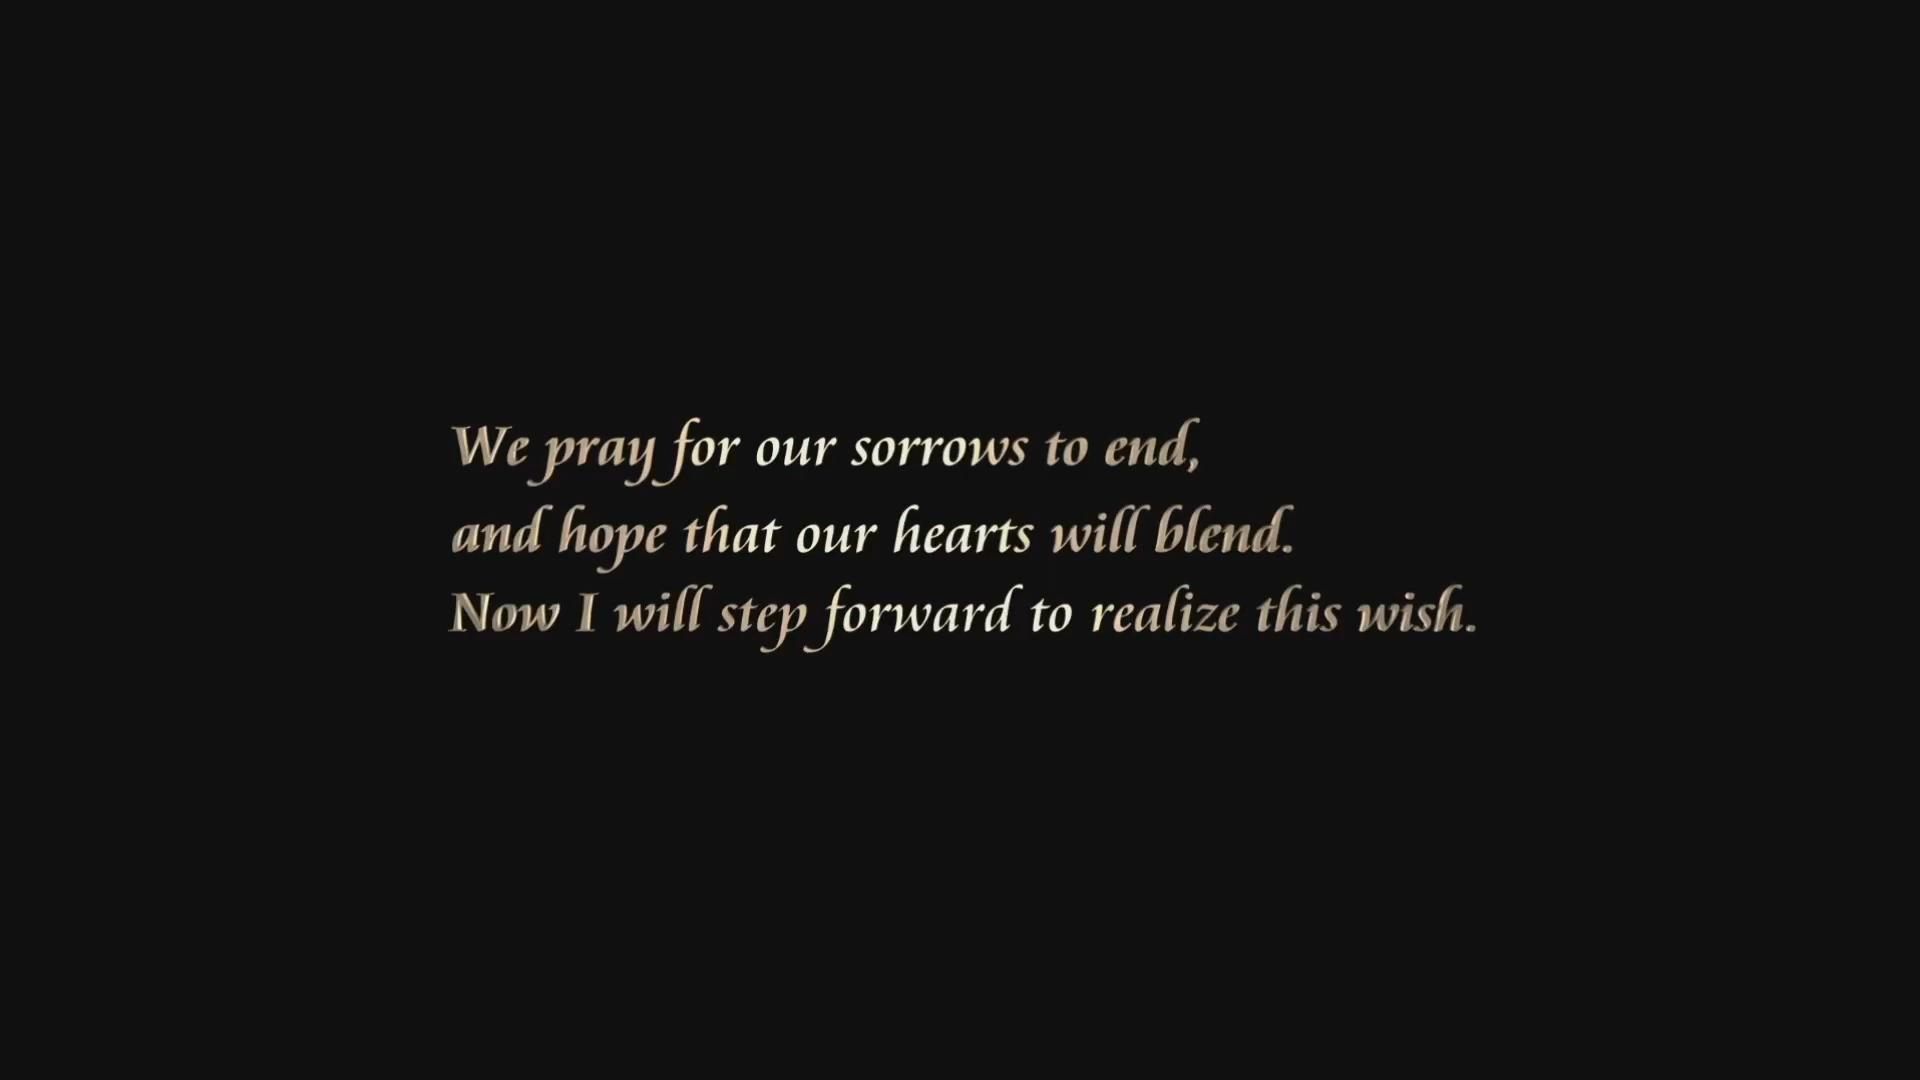 We pray for our sorrows to end,
and hope that our hearts will blend.
Now I will step forward to realize this wish.